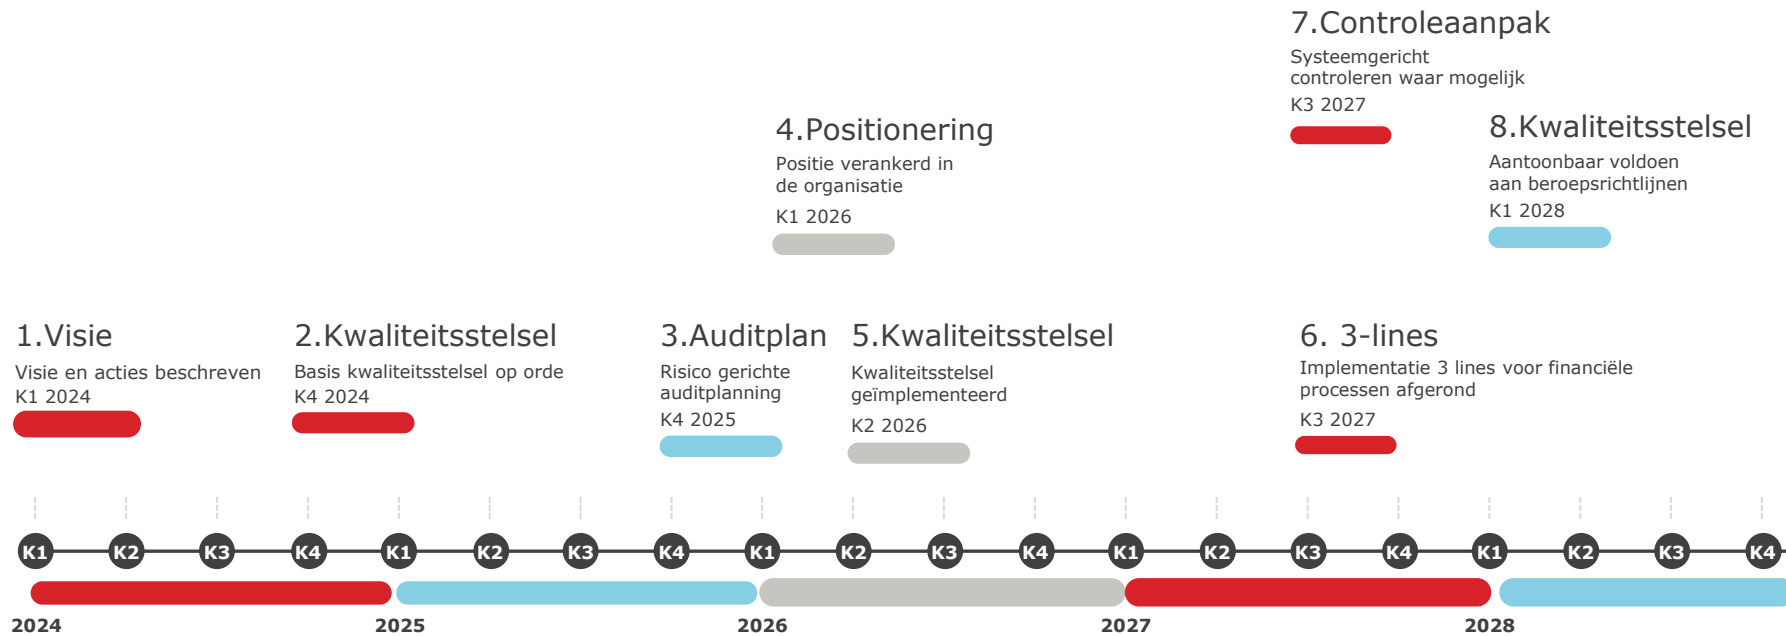 7.Controleaanpak
Systeemgericht
controleren waar mogelijk
K3 2027
4.Positionering
Positie verankerd in
de organisatie
K1 2026
8.Kwaliteitsstelsel
Aantoonbaar voldoen
aan beroepsrichtlijnen
K1 2028
1.Visie
Visie en acties beschreven
K1 2024
2.Kwaliteitsstelsel
Basis kwaliteitsstelsel op orde
K4 2024
3.Auditplan
Risico gerichte
auditplanning
K4 2025
5.Kwaliteitsstelsel
Kwaliteitsstelsel
geïmplementeerd
K2 2026
6. 3-lines
Implementatie 3 lines voor financiële
processen afgerond
K3 2027
K1 K2 K3 K4 K1 K2 K3 K4 K1 K2 K3 K4 K1 K2 K3 K4 K1 K2 K3 K4
2024 2025 2026 2027 2028